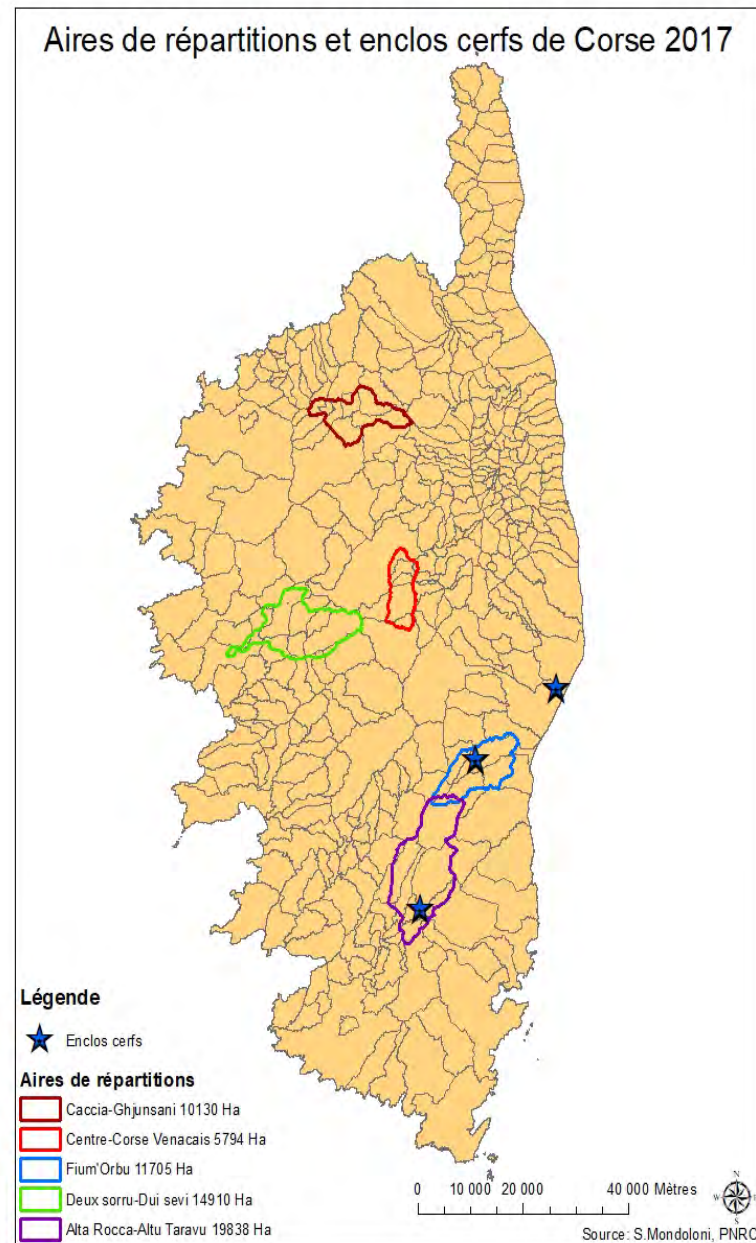 Aires de répartitions et enclos cerfs de Corse 2017
Légende
Enclos cerfs
Aires de répartitions
Caccia-Ghjunsani 10130 Ha
Centre-Corse Venacais 5794 Ha
Fium'Orbu 11705 Ha
Deux sorru-Dui sevi 14910 Ha
Alta Rocca-Altu Taravu 19838 Ha
0 10 000 20 000 40 000 Mètres
N
W E
S
Source: S.Mondoloni, PNRC